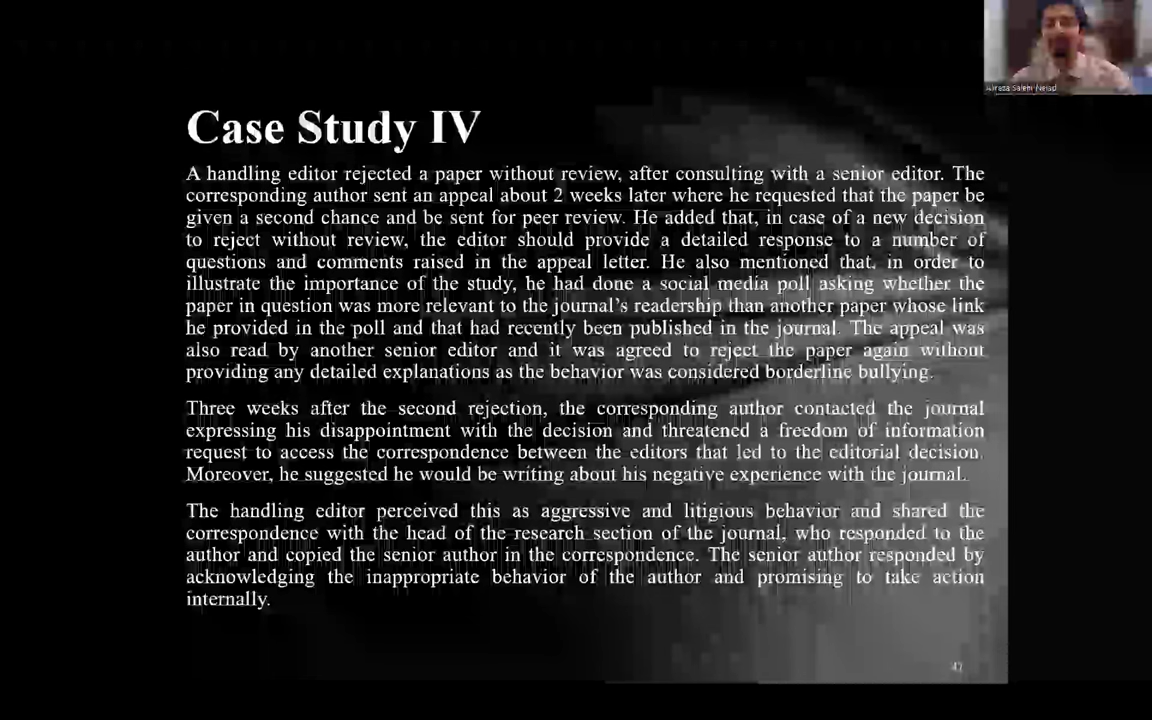 Case Study IV
A handling editor rejected a paper without review, after consulting with a senior editor. The
corresponding author sent an appeal about 2 weeks later where he requested that the paper be
given a second chance and be sent for peer review. He added that, in case of a new decision
to reject without review, the editor should provide a detailed response to a number of
questions and comments raised in the appeal letter. He also mentioned that, in order to
illustrate the importance of the study, he had done a social media poll asking whether the
paper in question was more relevant to the journal's readership than another paper whose link
he provided in the poll and that had recently been published in the journal. The appeal was
also read by another senior editor and it was agreed to reject the paper again without
providing any detailed explanations as the behavior was considered borderline bullying.
Three weeks after the second rejection, the corresponding author contacted the journal
expressing his disappointment with the decision and threatened a freedom of information
request to access the correspondence between the editors that led to the editorial decision.
Moreover, he suggested he would be writing about his negative experience with the journal.
The handling editor perceived this as aggressive and litigious behavior and shared the
correspondence with the head of the research section of the journal, who responded to the
author and copied the senior author in the correspondence. The senior author responded by
acknowledging the inappropriate behavior of the author and promising to take action
internally.